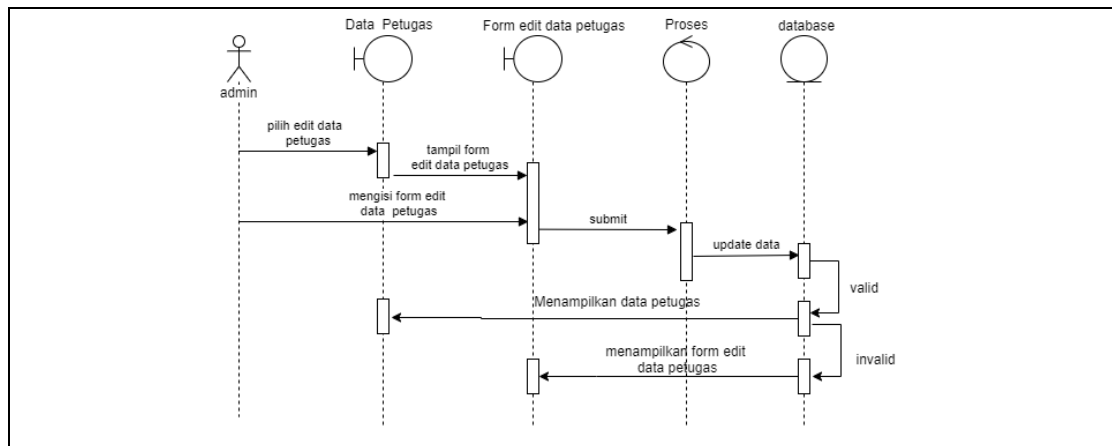 Data Petugas
Form edit data petugas
Proses
database
admin
pilih edit data
petugas
tampil form
edit data petugas
mengisi form edit
data petugas
submit
update data
valid
Menampilkan data petugas
menampilkan form edit
data petugas
invalid